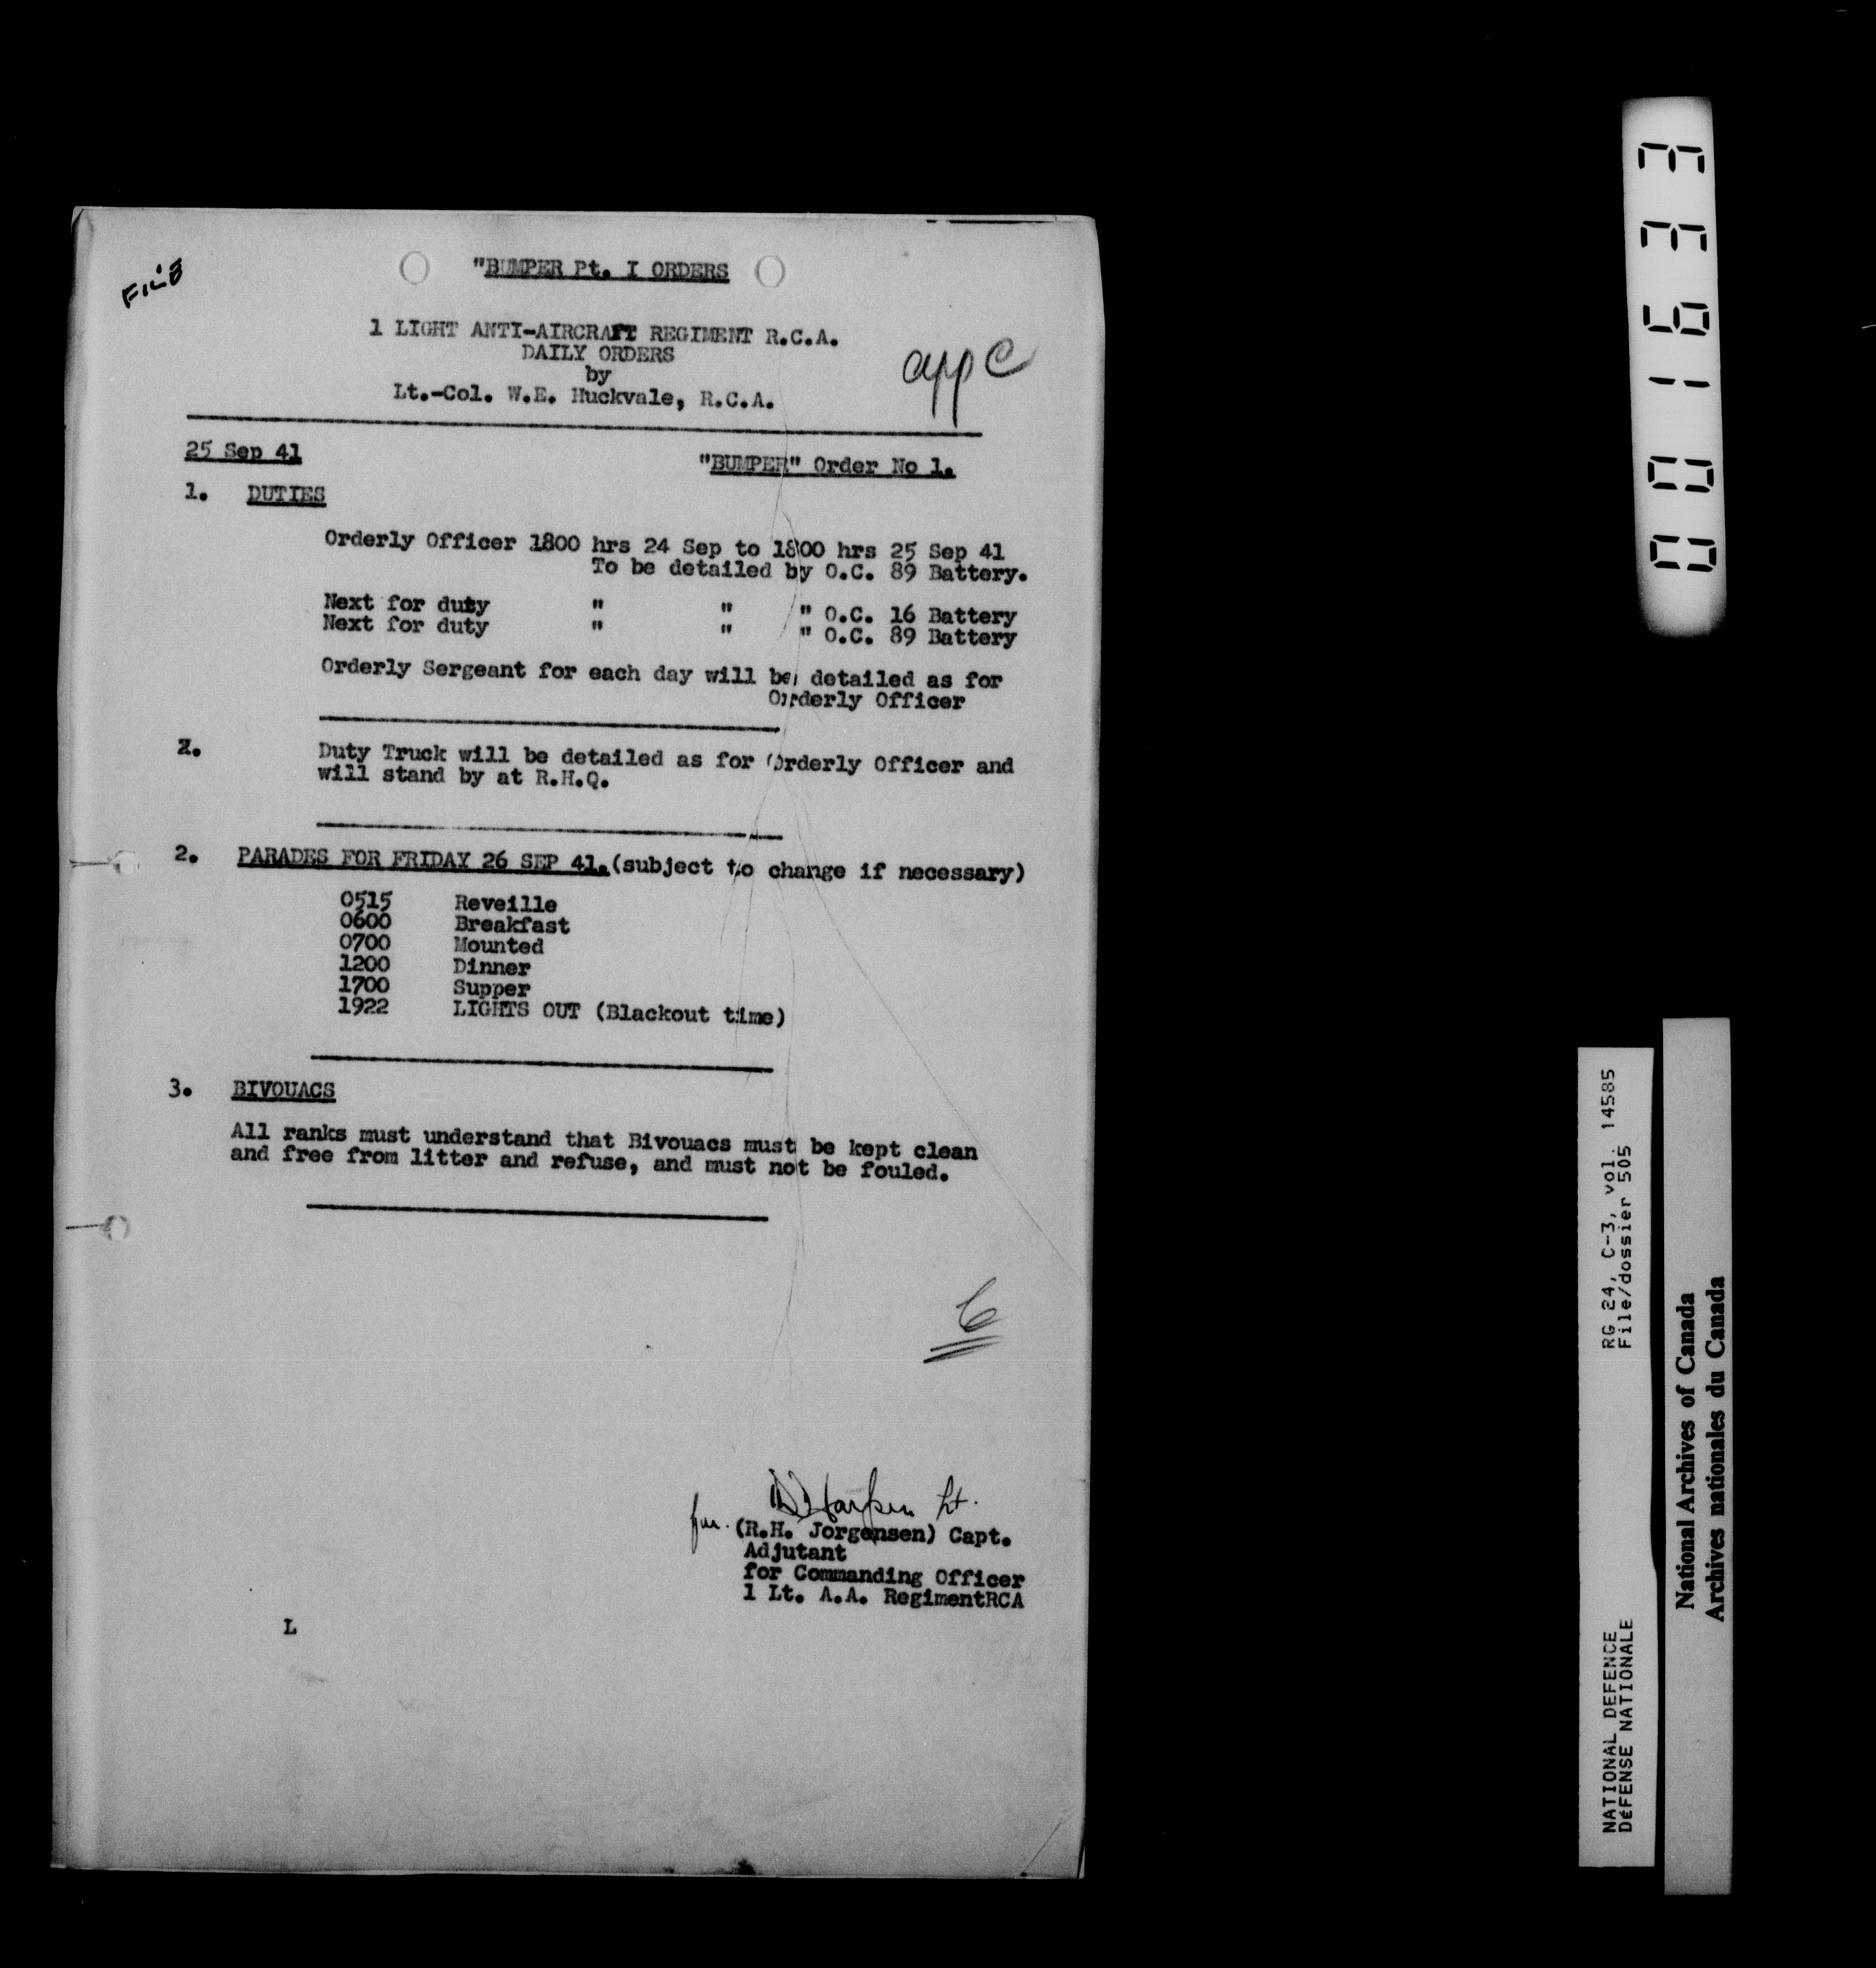 FILE
"BUMPER Pt. I ORDERS
1 LIGHT ANTI-AIRCRAFT REGIMENT R.C.A.
DAILY ORDERS
by
Lt.-Col. W.E. Huckvale, R.C.A.
app C
25 Sep 41
"BUMPER" Order No 1.
1. DUTIES
Orderly Officer 1800 hrs 24 Sep to 1800 hrs 25 Sep 41
To be detailed by O.C. 89 Battery.
Next for duty " " " O.C. 16 Battery
Next for duty " " " O.C. 89 Battery
Orderly Sergeant for each day will be detailed as for
Orderly Officer
2. Duty Truck will be detailed as for Orderly Officer and
will stand by at R.H.Q.
2. PARADES FOR FRIDAY 26 SEP 41. (subject to change if necessary)
0515 Reveille
0600 Breakfast
0700 Mounted
1200 Dinner
1700 Supper
1922 LIGHTS OUT (Blackout time)
3. BIVOUACS
All ranks must understand that Bivouacs must be kept clean
and free from litter and refuse, and must not be fouled.
6
Lt.
for (R.H. Jorgensen) Capt.
Adjutant
for Commanding Officer
1 Lt. A.A. RegimentRCA
L
001633
RG 24, C-3, vol. 14585
File/dossier 505
NATIONAL DEFENCE
DéFENSE NATIONALE
National Archives of Canada
Archives nationales du Canada